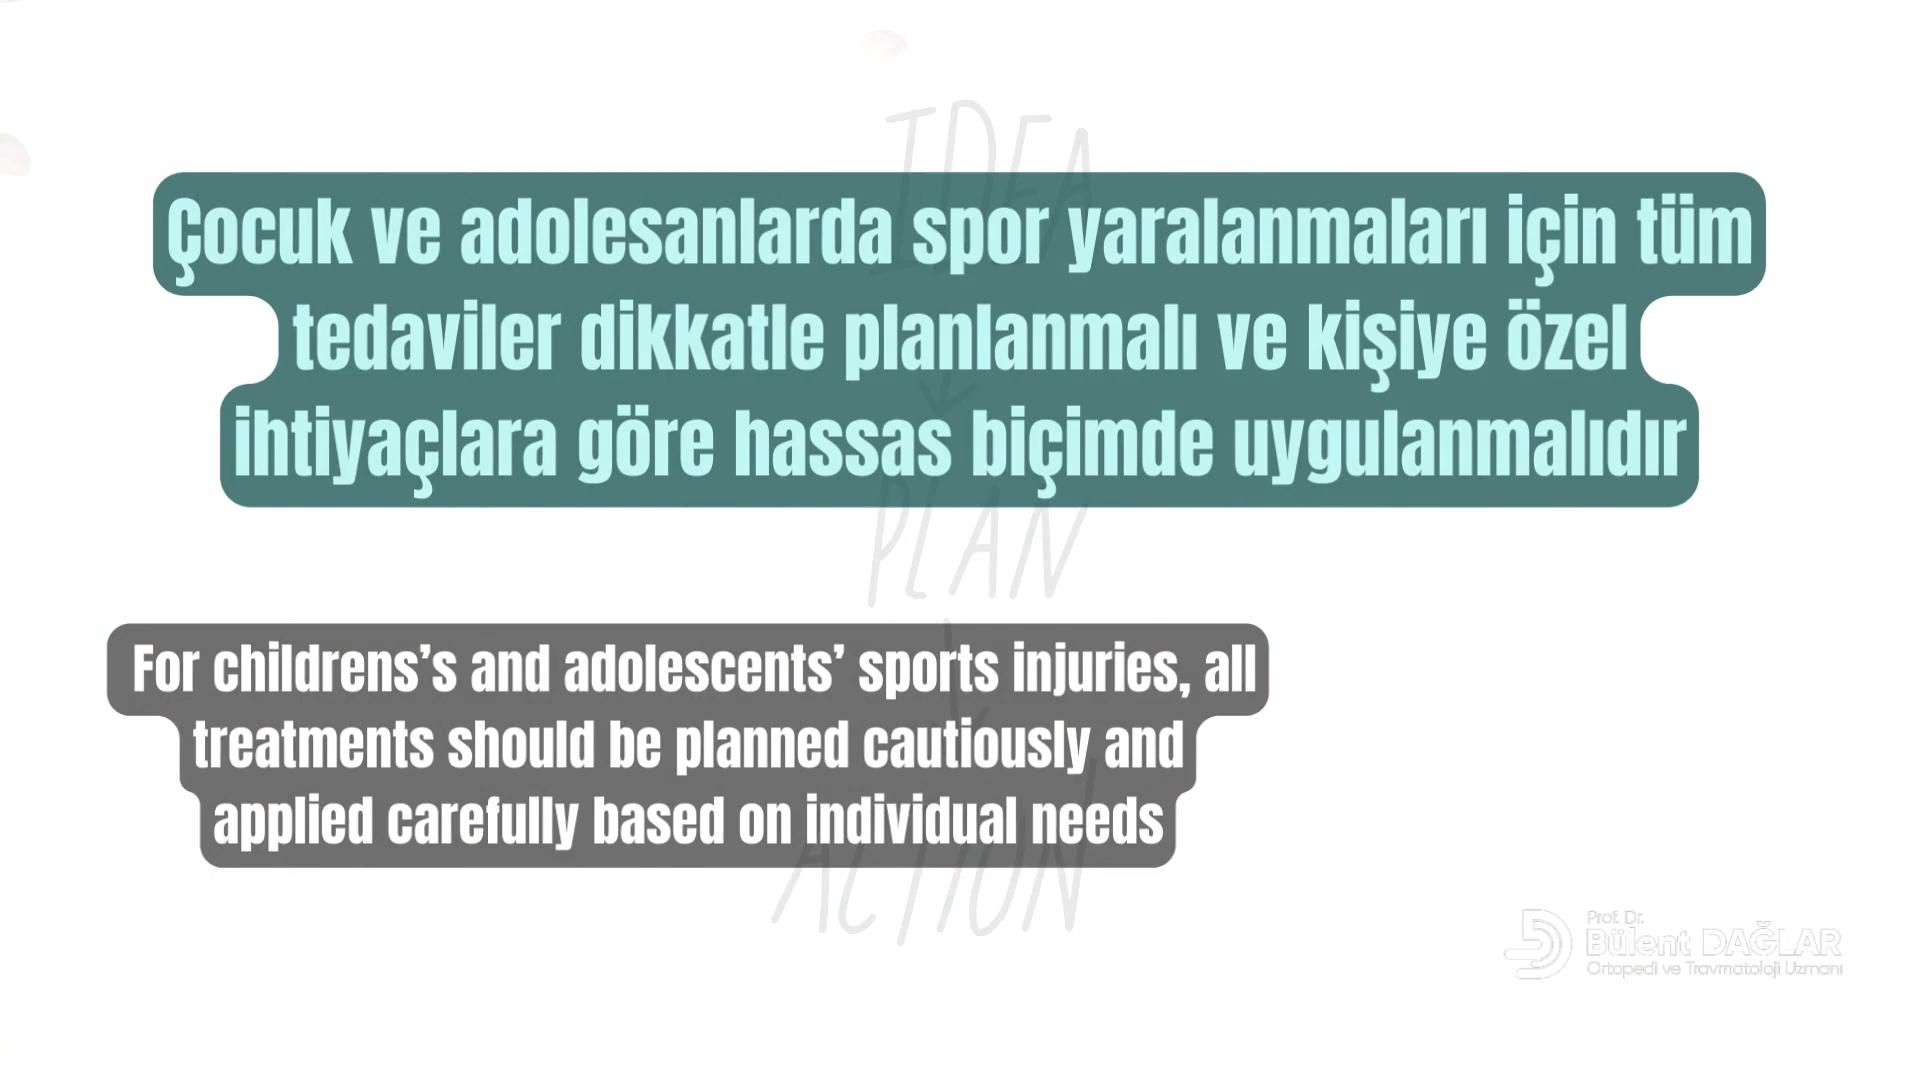 IDEA
Çocuk ve adolesanlarda spor yaralanmaları için tüm
tedaviler dikkatle planlanmalı ve kişiye özel
ihtiyaçlara göre hassas biçimde uygulanmalıdır
PLAN
For childrens’s and adolescents’ sports injuries, all
treatments should be planned cautiously and
applied carefully based on individual needs
ACTION
Prof. Dr.
Bülent DAĞLAR
Ortopedi ve Travmatoloji Uzmanı